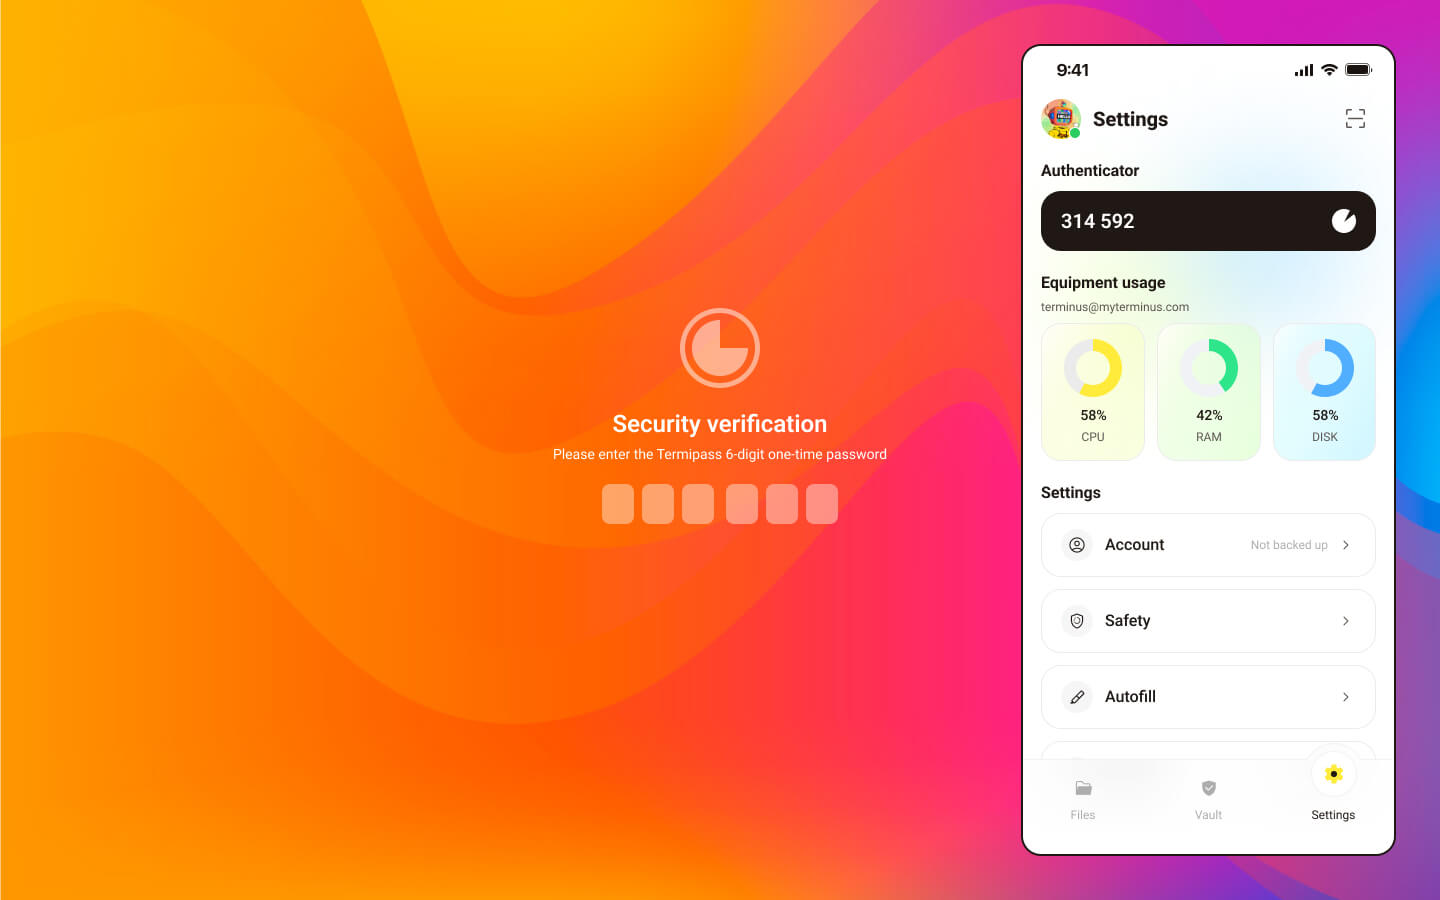 Security verification
Please enter the Termipass 6-digit one-time password
9:41
Settings
Authenticator
314 592
Equipment usage
terminus@myterminus.com
58%
CPU
42%
RAM
58%
DISK
Settings
Account
Not backed up
Safety
Autofill
Files
Vault
Settings